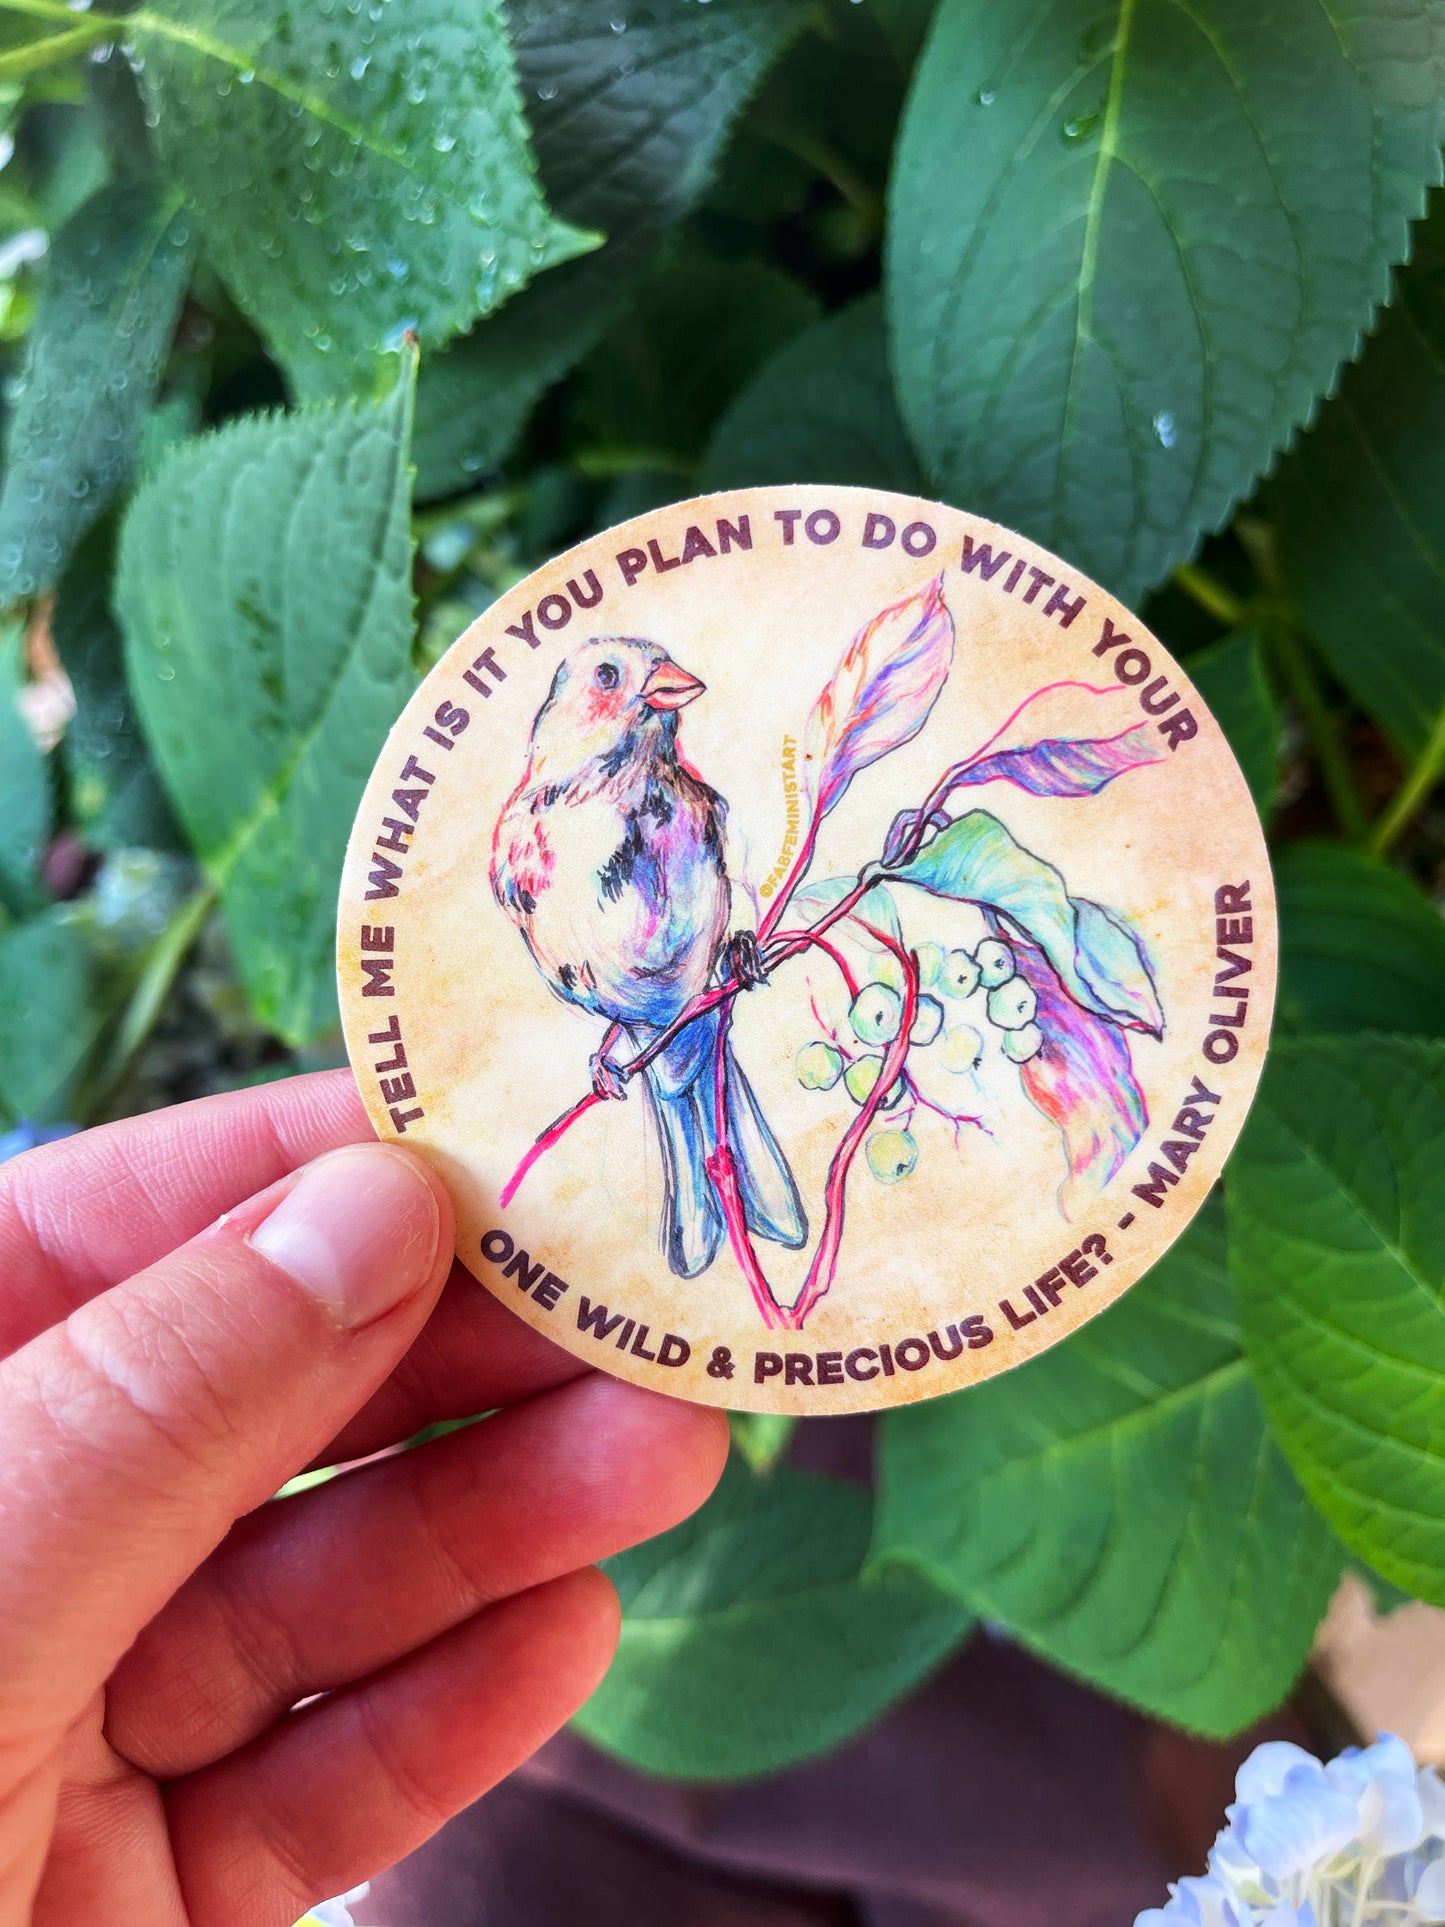 TELL ME WHAT IS IT YOU PLAN TO DO WITH YOUR
ONE WILD & PRECIOUS LIFE? - MARY OLIVER
@FABFEMINISTART